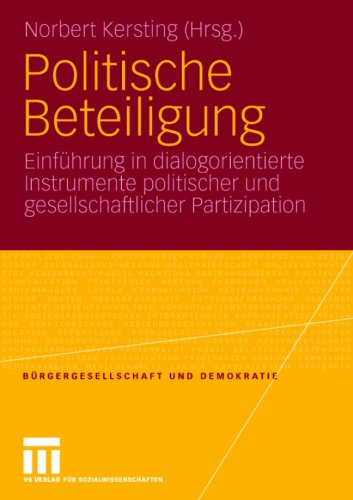 Norbert Kersting (Hrsg.)
Politische
Beteiligung
Einführung in dialogorientierte
Instrumente politischer und
gesellschaftlicher Partizipation
BÜRGERGESELLSCHAFT UND DEMOKRATIE
VS VERLAG FÜR SOZIALWISSENSCHAFTEN